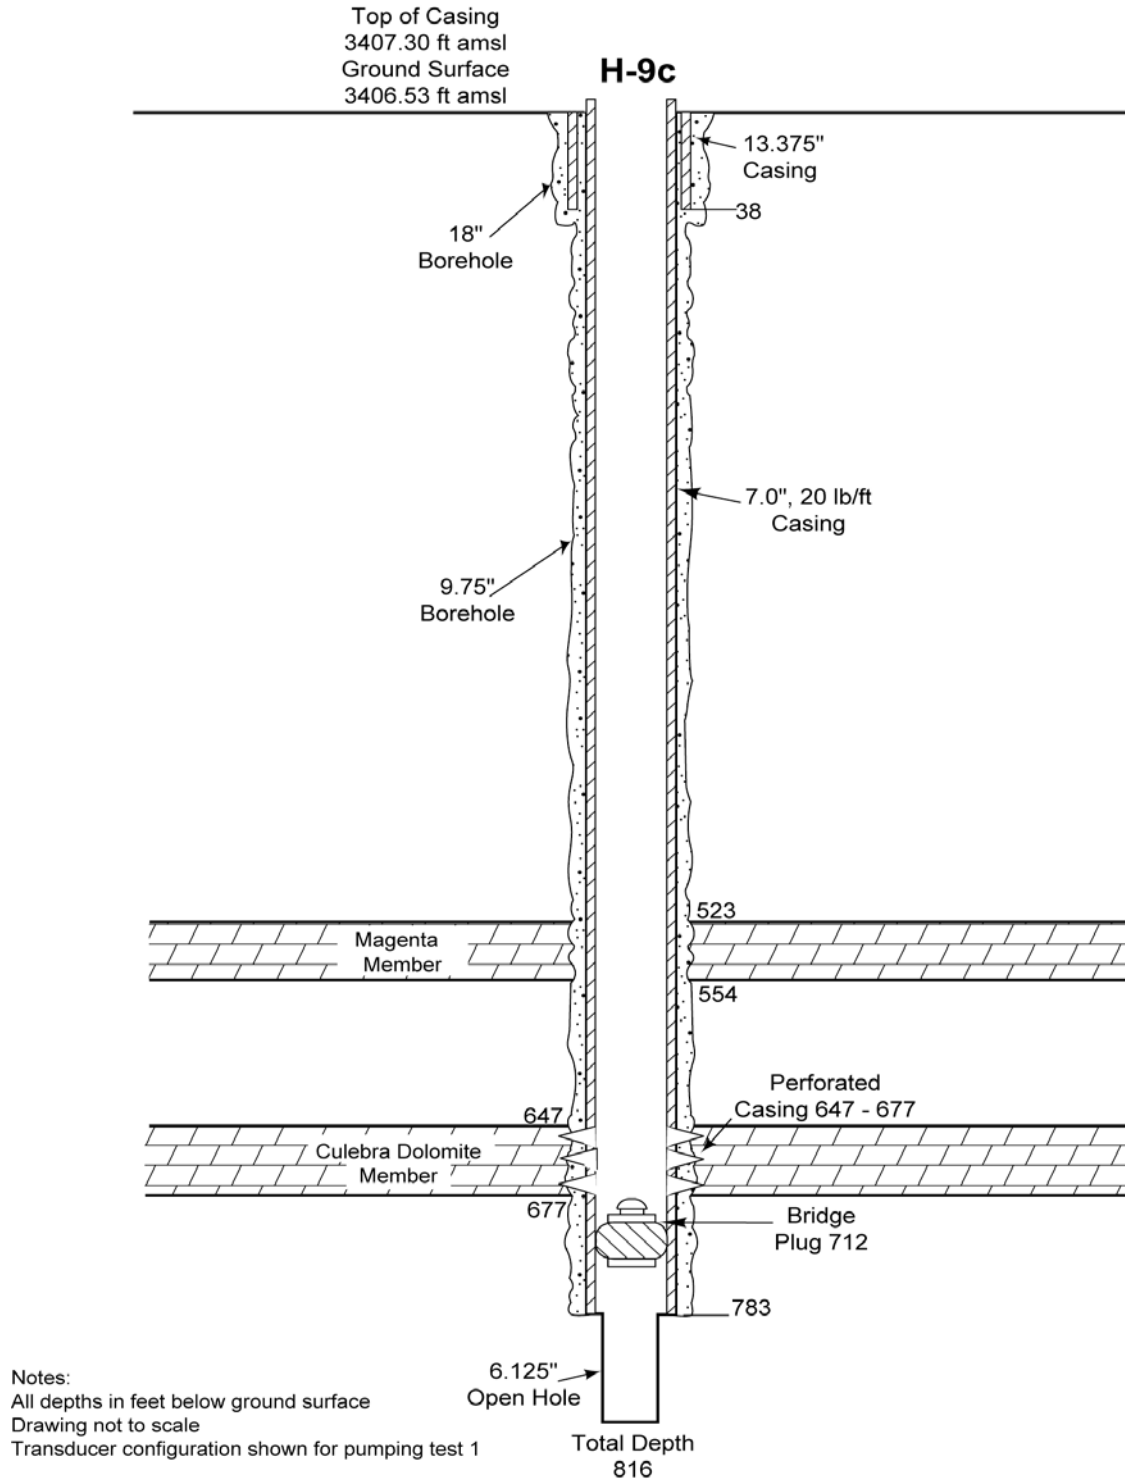 Top of Casing
3407.30 ft amsl
Ground Surface
3406.53 ft amsl
H-9c
13.375"
Casing
38
18"
Borehole
7.0", 20 lb/ft
Casing
9.75"
Borehole
523
Magenta
Member
554
Perforated
Casing 647 - 677
647
Culebra Dolomite
Member
677
Bridge
Plug 712
783
6.125"
Open Hole
Notes:
All depths in feet below ground surface
Drawing not to scale
Transducer configuration shown for pumping test 1
Total Depth
816